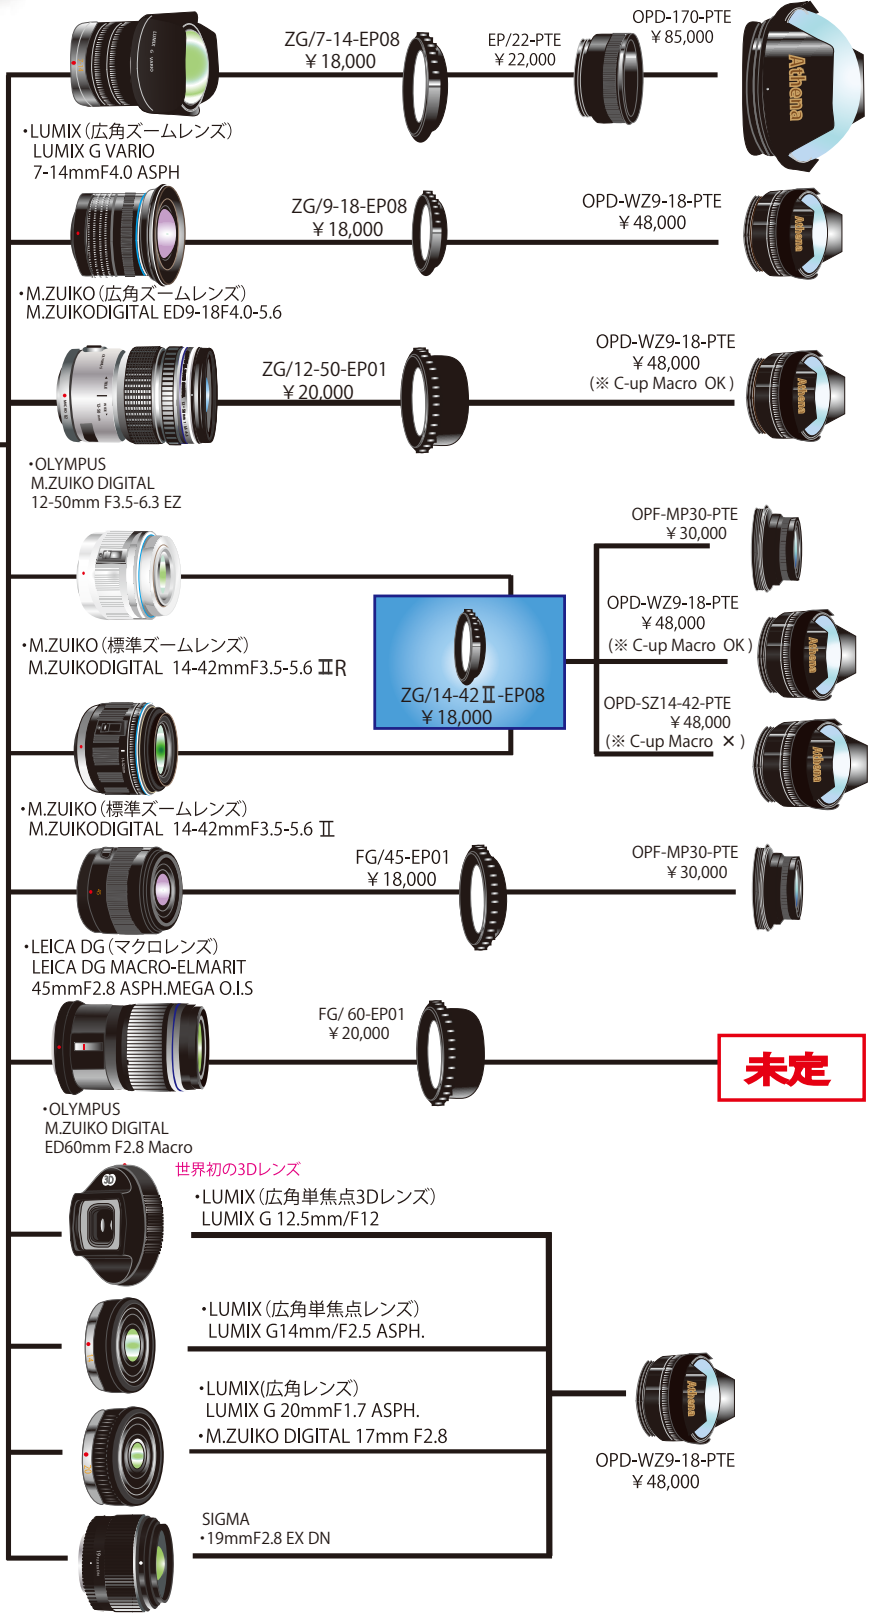 ZG/7-14-EP08
￥18,000
EP/22-PTE
￥22,000
OPD-170-PTE
￥85,000
LUMIX G VARIO
Athena
・LUMIX（広角ズームレンズ）
LUMIX G VARIO
7-14mmF4.0 ASPH
ZG/9-18-EP08
￥18,000
OPD-WZ9-18-PTE
￥48,000
Athena
・M.ZUIKO（広角ズームレンズ）
M.ZUIKODIGITAL ED9-18F4.0-5.6
ZG/12-50-EP01
￥20,000
OPD-WZ9-18-PTE
￥48,000
(※ C-up Macro OK )
Athena
・OLYMPUS
M.ZUIKO DIGITAL
12-50mm F3.5-6.3 EZ
OPF-MP30-PTE
￥30,000
・M.ZUIKO（標準ズームレンズ）
M.ZUIKODIGITAL 14-42mmF3.5-5.6 ⅡR
ZG/14-42Ⅱ-EP08
￥18,000
OPD-WZ9-18-PTE
￥48,000
(※ C-up Macro OK )
Athena
OPD-SZ14-42-PTE
￥48,000
(※ C-up Macro × )
Athena
・M.ZUIKO（標準ズームレンズ）
M.ZUIKODIGITAL 14-42mmF3.5-5.6 Ⅱ
FG/45-EP01
￥18,000
OPF-MP30-PTE
￥30,000
45
・LEICA DG（マクロレンズ）
LEICA DG MACRO-ELMARIT
45mmF2.8 ASPH.MEGA O.I.S
FG/ 60-EP01
￥20,000
未定
・OLYMPUS
M.ZUIKO DIGITAL
ED60mm F2.8 Macro
世界初の3Dレンズ
3D
・LUMIX（広角単焦点3Dレンズ）
LUMIX G 12.5mm/F12
・LUMIX（広角単焦点レンズ）
LUMIX G14mm/F2.5 ASPH.
・LUMIX(広角レンズ）
LUMIX G 20mmF1.7 ASPH.
・M.ZUIKO DIGITAL 17mm F2.8
20
Athena
OPD-WZ9-18-PTE
￥48,000
SIGMA
・19mmF2.8 EX DN